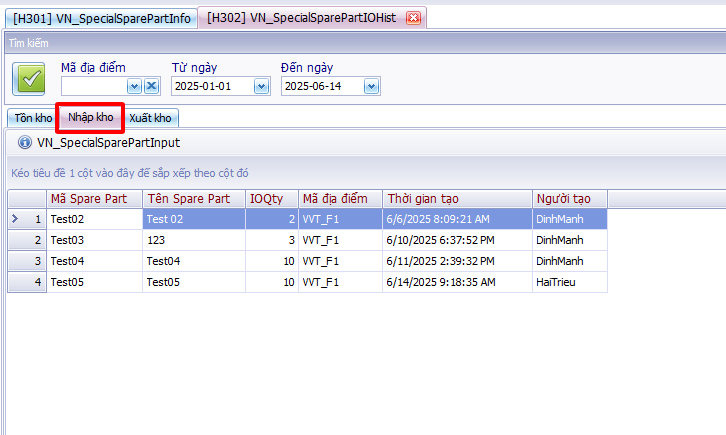 [H301] VN_SpecialSparePartInfo [H302] VN_SpecialSparePartIOHist
Tìm kiếm
Mã địa điểm Từ ngày Đến ngày
2025-01-01 2025-06-14
Tồn kho Nhập kho Xuất kho
VN_SpecialSparePartInput
Kéo tiêu đề 1 cột vào đây để sắp xếp theo cột đó
Mã Spare Part Tên Spare Part IOQty Mã địa điểm Thời gian tạo Người tạo
1 Test02 Test 02 2 VVT_F1 6/6/2025 8:09:21 AM DinhManh
2 Test03 123 3 VVT_F1 6/10/2025 6:37:52 PM DinhManh
3 Test04 Test04 10 VVT_F1 6/11/2025 2:39:32 PM DinhManh
4 Test05 Test05 10 VVT_F1 6/14/2025 9:18:35 AM HaiTrieu